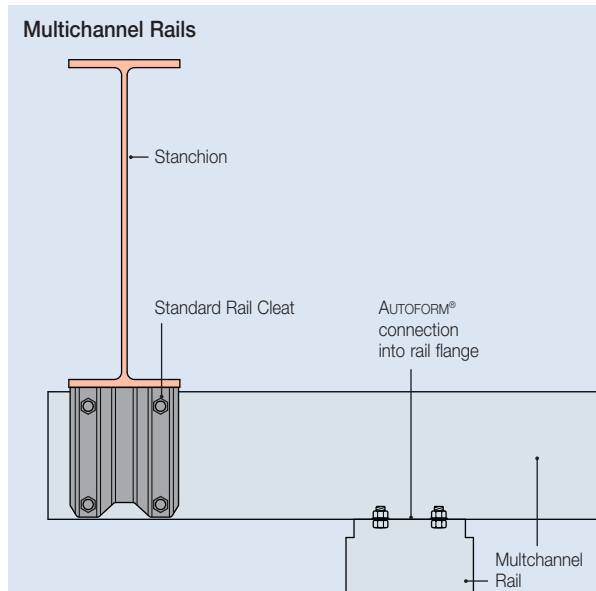 Multichannel Rails
Stanchion
Standard Rail Cleat
AUTOFORM®
connection
into rail flange
Multchannel
Rail